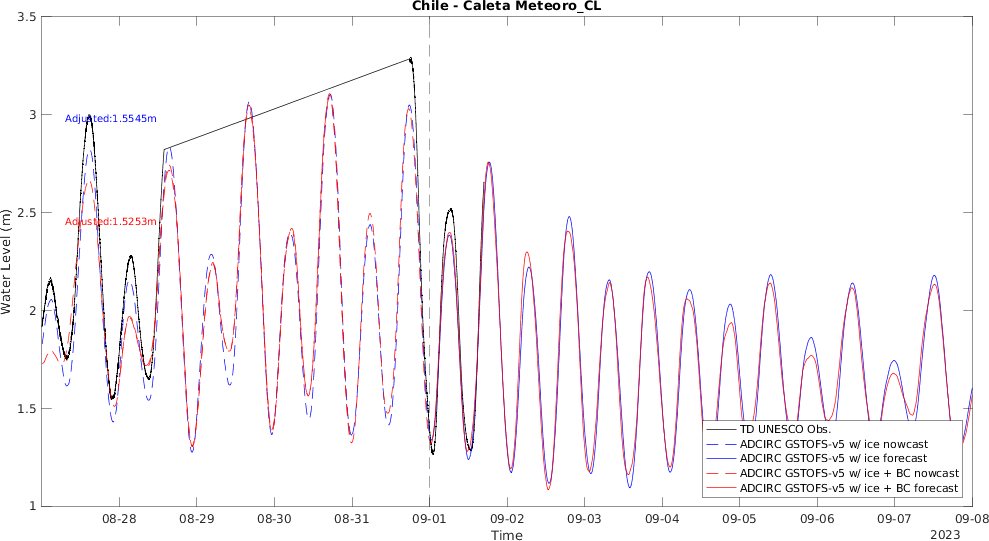 Chile - Caleta Meteoro_CL
3.5
3
2.5
2
1.5
1
Water Level (m)
Adjusted:1.5545m
Adjusted:1.5253m
TD UNESCO Obs.
ADCIRC GSTOFS-v5 w/ ice nowcast
ADCIRC GSTOFS-v5 w/ ice forecast
ADCIRC GSTOFS-v5 w/ ice + BC nowcast
ADCIRC GSTOFS-v5 w/ ice + BC forecast
08-28 08-29 08-30 08-31 09-01 09-02 09-03 09-04 09-05 09-06 09-07 09-08
Time
2023